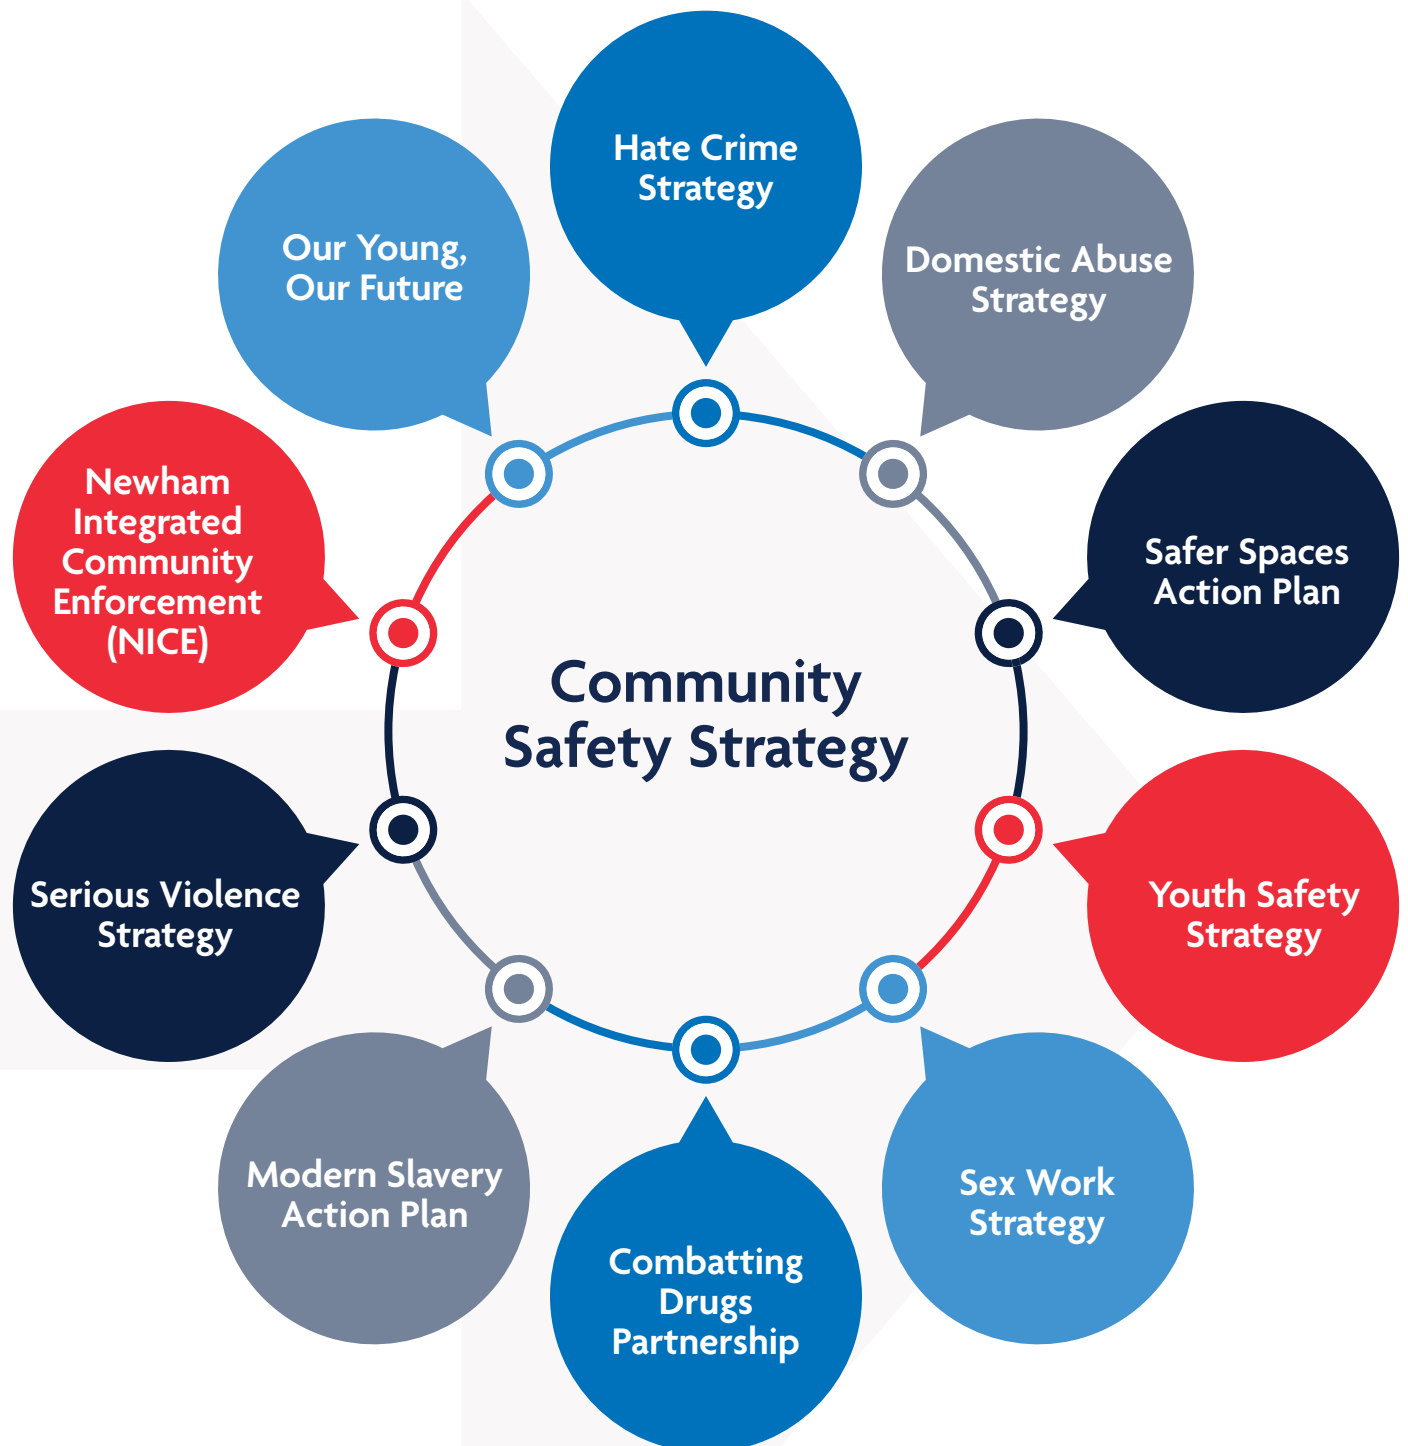 Hate Crime
Strategy
Domestic Abuse
Strategy
Safer Spaces
Action Plan
Youth Safety
Strategy
Sex Work
Strategy
Combatting
Drugs
Partnership
Modern Slavery
Action Plan
Serious Violence
Strategy
Newham
Integrated
Community
Enforcement
(NICE)
Our Young,
Our Future
Community
Safety Strategy